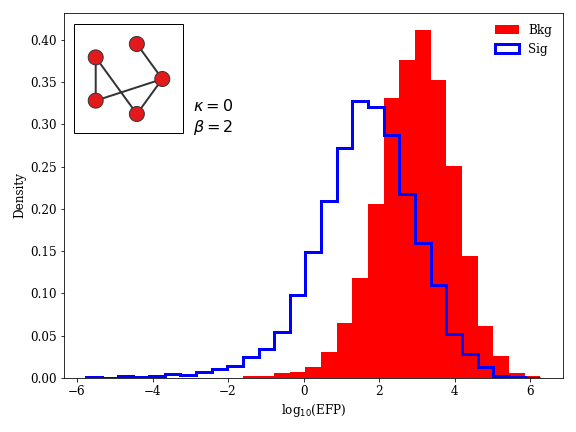 κ = 0
β = 2
Bkg
Sig
Density
0.40
0.35
0.30
0.25
0.20
0.15
0.10
0.05
0.00
−6 −4 −2 0 2 4 6
log₁₀(EFP)